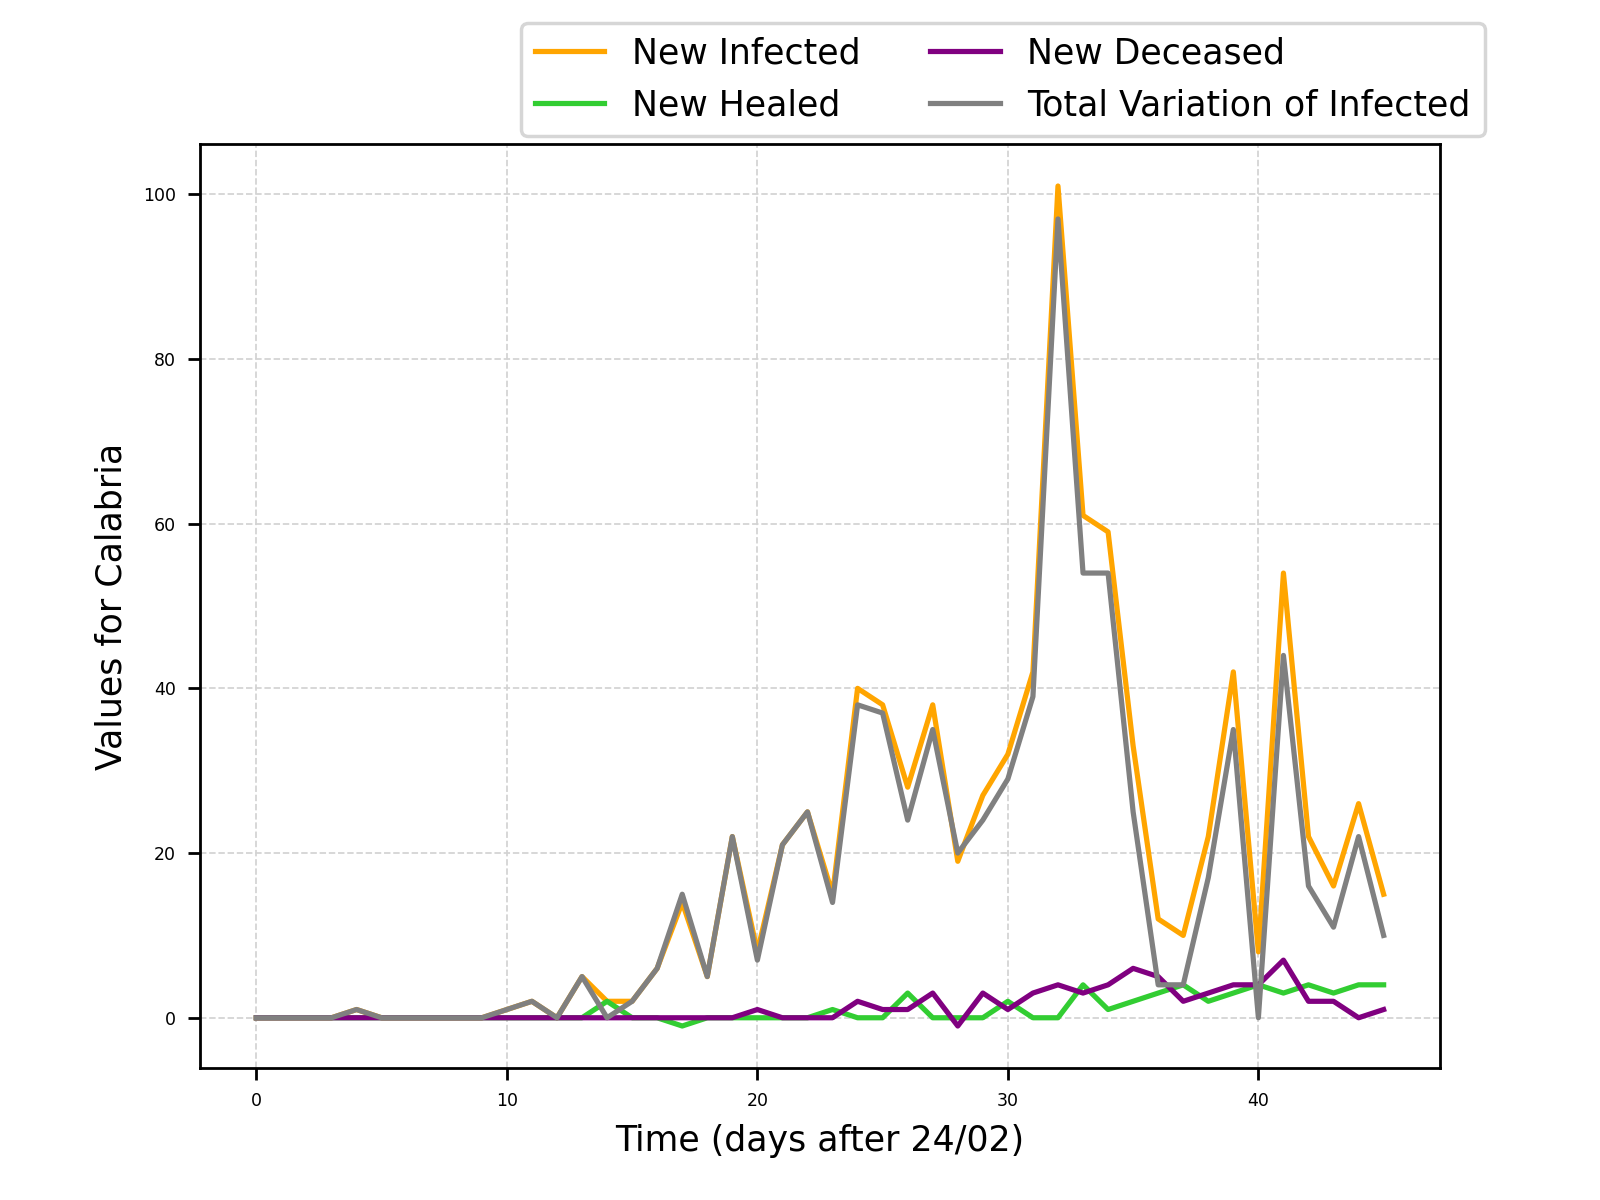 New Infected
New Healed
New Deceased
Total Variation of Infected
100
80
60
40
20
0
Values for Calabria
0 10 20 30 40
Time (days after 24/02)